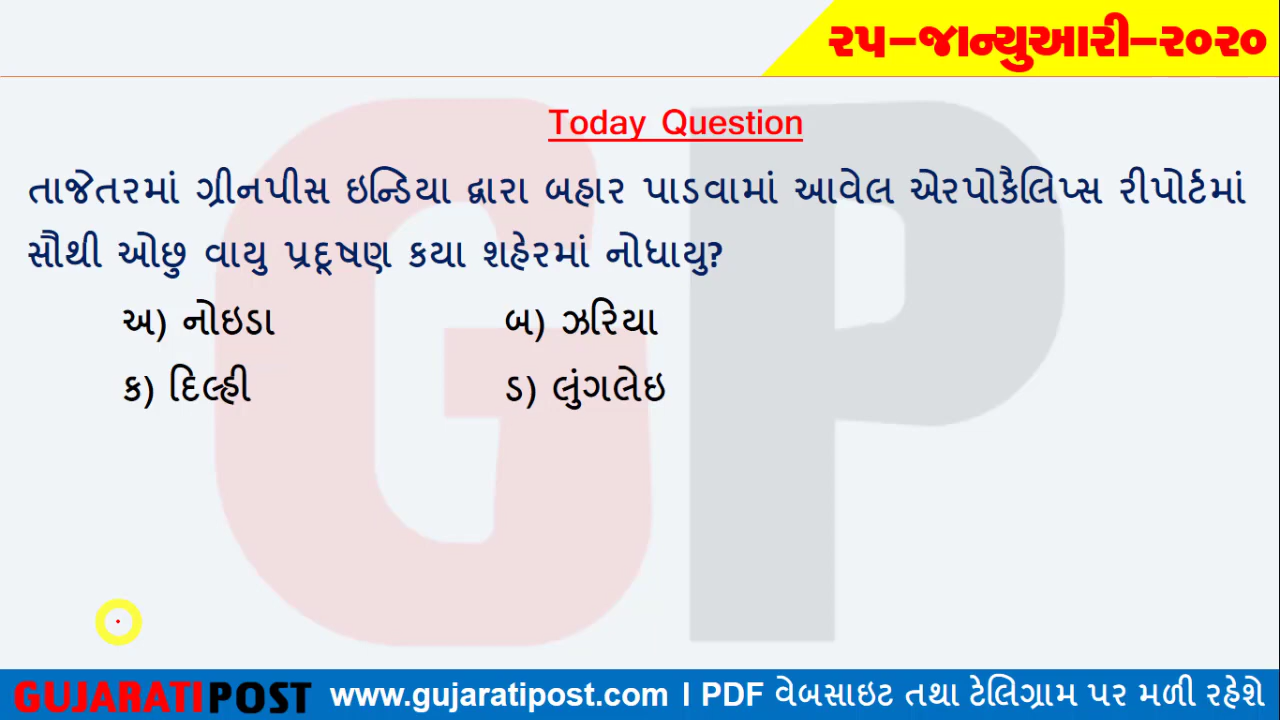 ૨૫-જાન્યુઆરી-૨૦૨૦
Today Question
તાજેતરમાં ગ્રીનપીસ ઇન્ડિયા દ્વારા બહાર પાડવામાં આવેલ એરપોકૈલિપ્સ રીપોર્ટમાં
સૌથી ઓછુ વાયુ પ્રદૂષણ કયા શહેરમાં નોધાયુ?
અ) નોઇડા બ) ઝરિયા
ક) દિલ્હી ડ) લુંગલેઇ
GP
GUJARATIPOST www.gujaratipost.com I PDF વેબસાઇટ તથા ટેલિગ્રામ પર મળી રહેશે